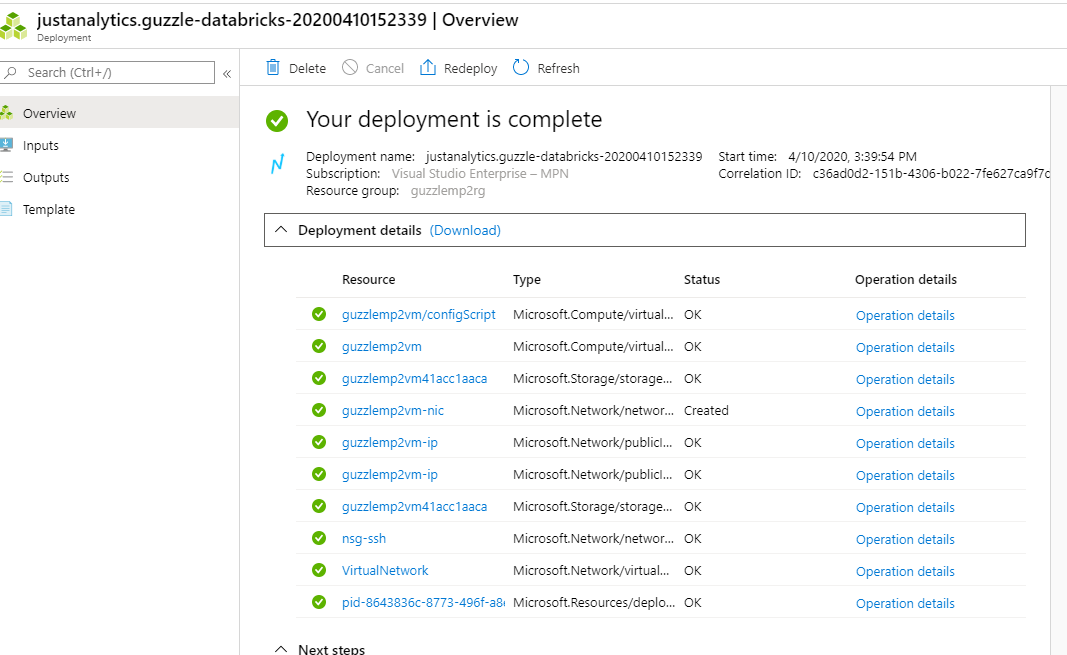 justanalytics.guzzle-databricks-20200410152339 | Overview
Deployment
Search (Ctrl+/)
«
Delete
Cancel
Redeploy
Refresh
Overview
Inputs
Outputs
Template
Your deployment is complete
Deployment name: justanalytics.guzzle-databricks-20200410152339
Subscription: Visual Studio Enterprise – MPN
Resource group: guzzlemp2rg
Start time: 4/10/2020, 3:39:54 PM
Correlation ID: c36ad0d2-151b-4306-b022-7fe627ca9f7c
Deployment details (Download)
Resource Type Status Operation details
guzzlemp2vm/configScript Microsoft.Compute/virtual... OK Operation details
guzzlemp2vm Microsoft.Compute/virtual... OK Operation details
guzzlemp2vm41acc1aaca Microsoft.Storage/storage... OK Operation details
guzzlemp2vm-nic Microsoft.Network/networ... Created Operation details
guzzlemp2vm-ip Microsoft.Network/publicI... OK Operation details
guzzlemp2vm-ip Microsoft.Network/publicI... OK Operation details
guzzlemp2vm41acc1aaca Microsoft.Storage/storage... OK Operation details
nsg-ssh Microsoft.Network/networ... OK Operation details
VirtualNetwork Microsoft.Network/virtual... OK Operation details
pid-8643836c-8773-496f-a8e Microsoft.Resources/deplo... OK Operation details
Next steps